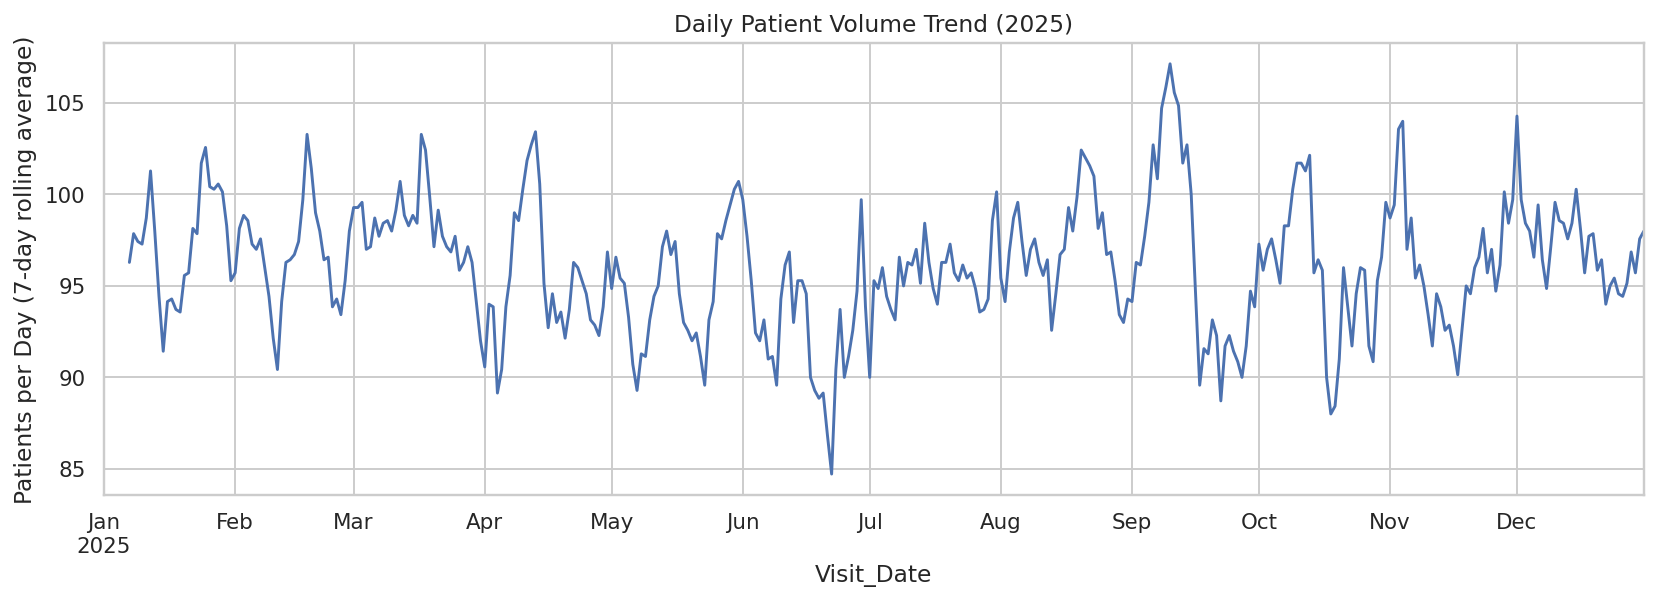 Daily Patient Volume Trend (2025)
Patients per Day (7-day rolling average)
105
100
95
90
85
Jan Feb Mar Apr May Jun Jul Aug Sep Oct Nov Dec
2025
Visit_Date